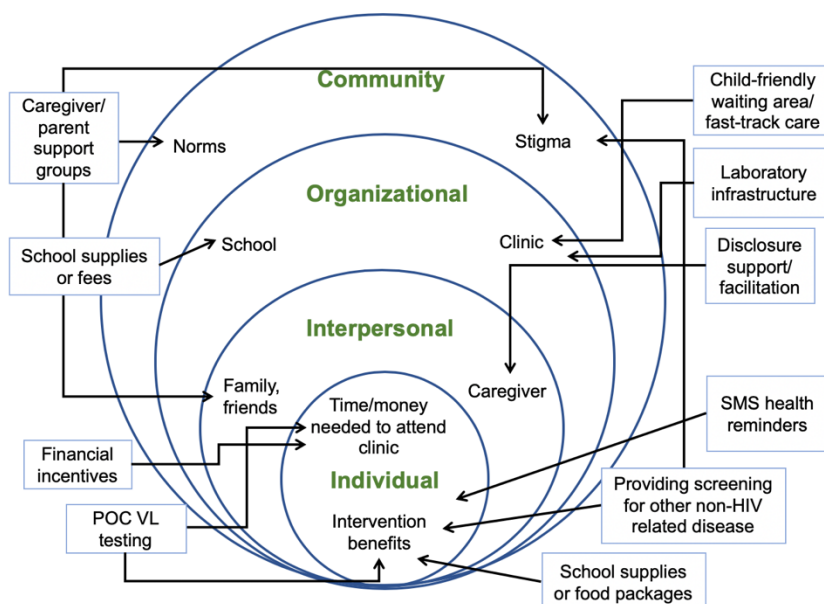 Community
Child-friendly
waiting area/
fast-track care
Caregiver/
parent
support
groups
Norms
Stigma
Laboratory
infrastructure
Organizational
School supplies
or fees
School
Clinic
Disclosure
support/
facilitation
Interpersonal
Family,
friends
Caregiver
Time/money
needed to attend
clinic
SMS health
reminders
Financial
incentives
Individual
POC VL
testing
Intervention
benefits
Providing screening
for other non-HIV
related disease
School supplies
or food packages